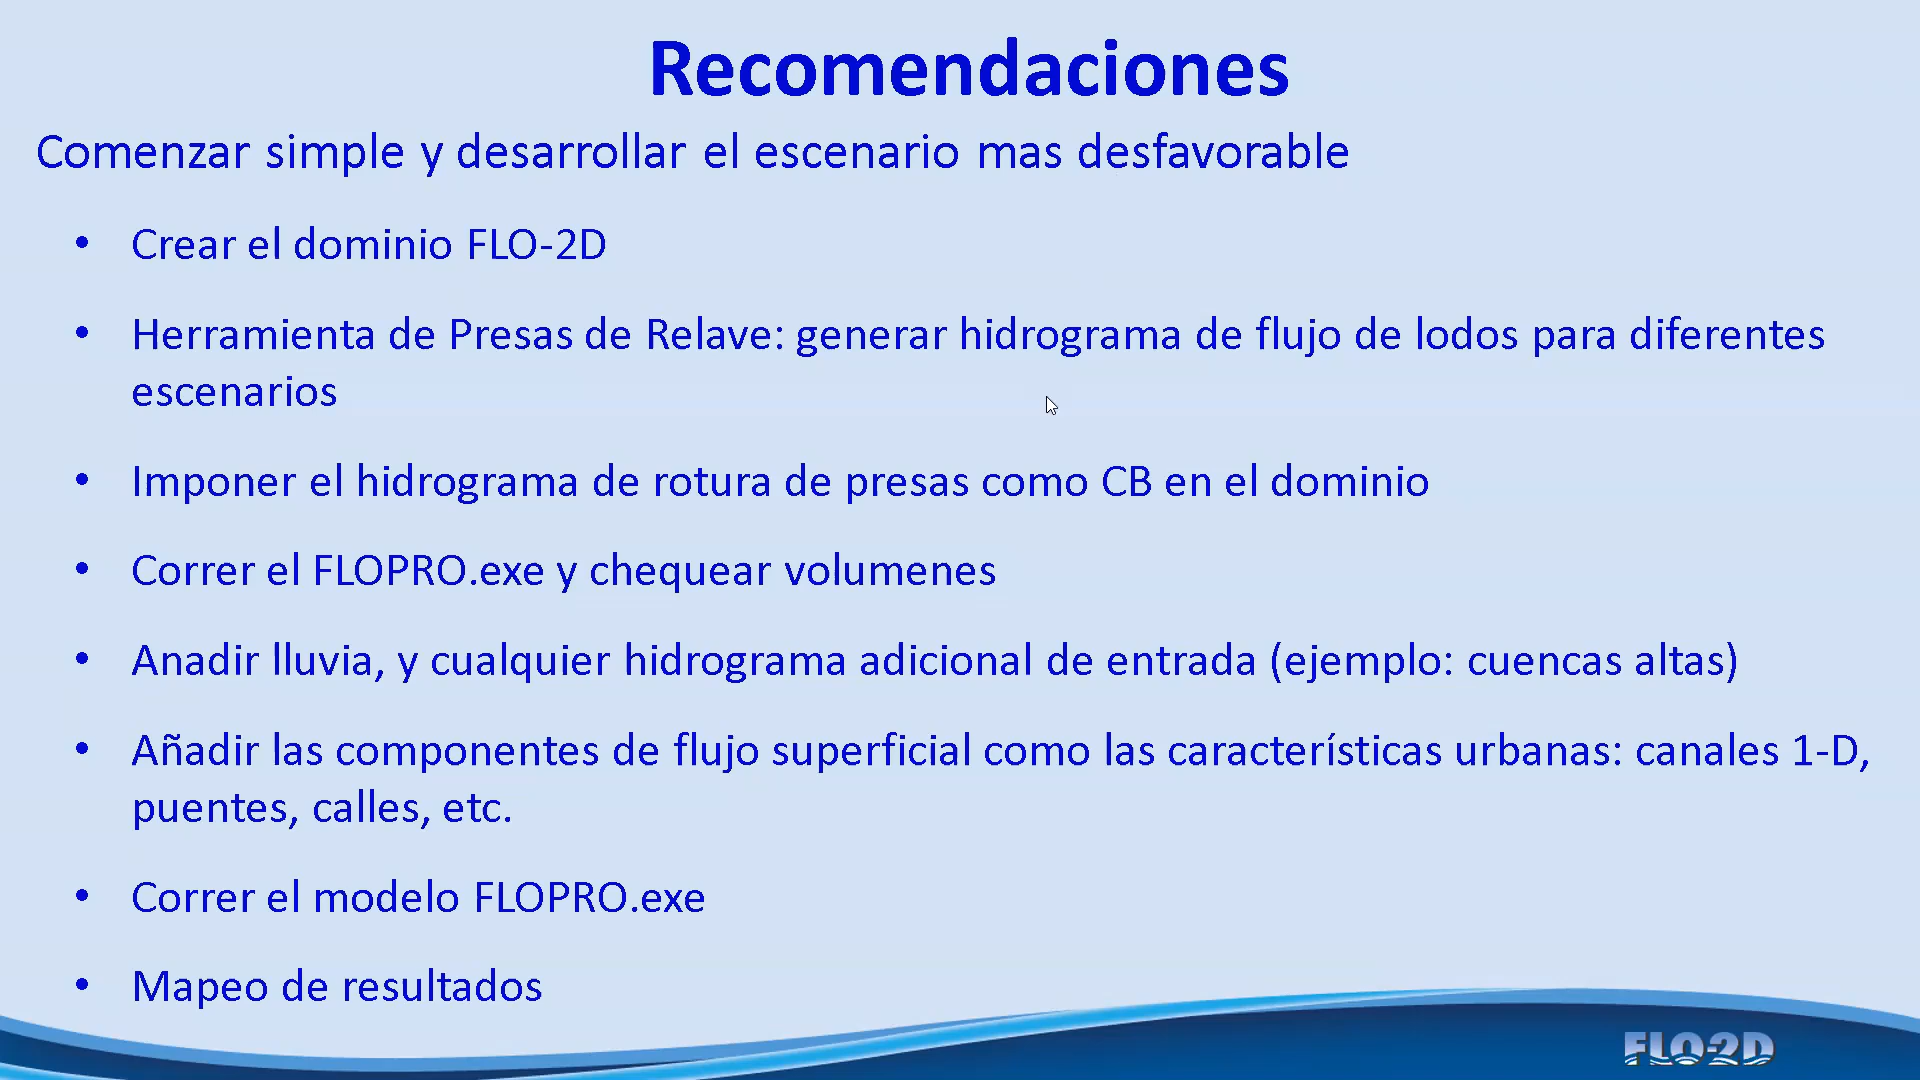 Recomendaciones
Comenzar simple y desarrollar el escenario mas desfavorable
• Crear el dominio FLO-2D
• Herramienta de Presas de Relave: generar hidrograma de flujo de lodos para diferentes
escenarios
• Imponer el hidrograma de rotura de presas como CB en el dominio
• Correr el FLOPRO.exe y chequear volumenes
• Anadir lluvia, y cualquier hidrograma adicional de entrada (ejemplo: cuencas altas)
• Añadir las componentes de flujo superficial como las características urbanas: canales 1-D,
puentes, calles, etc.
• Correr el modelo FLOPRO.exe
• Mapeo de resultados
FLO-2D